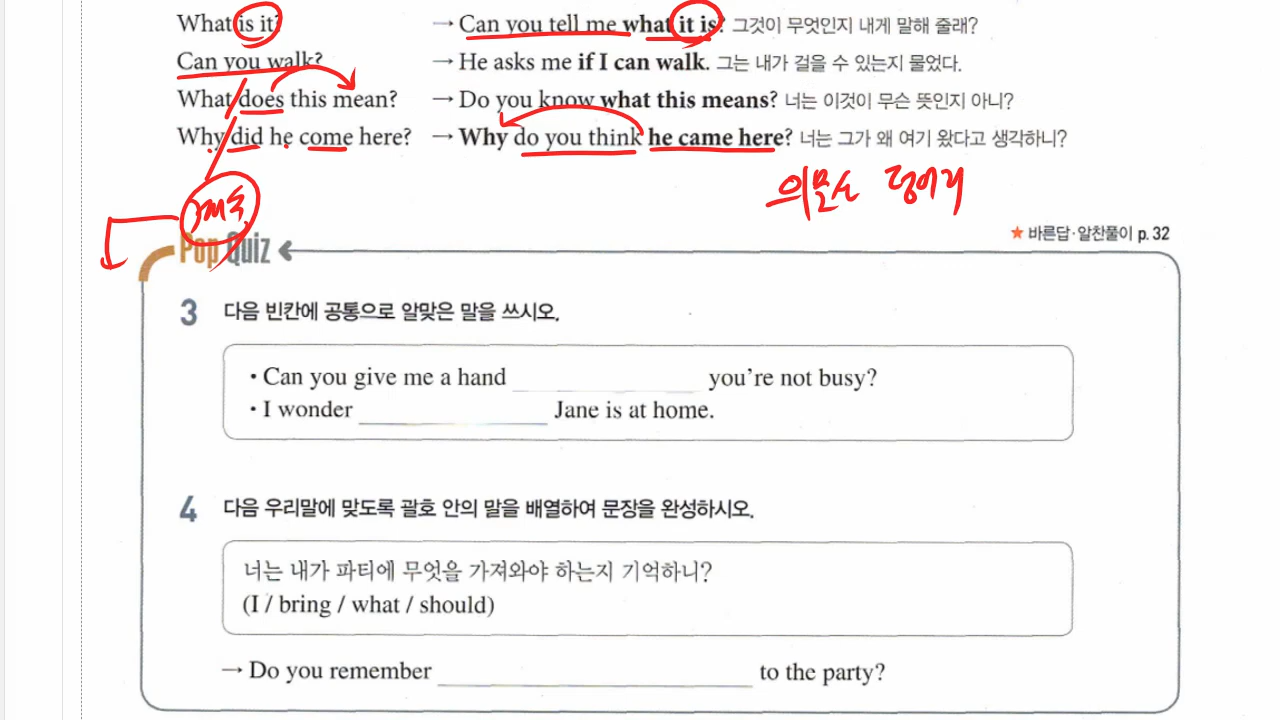 What is it? → Can you tell me what it is? 그것이 무엇인지 내게 말해 줄래?
Can you walk? → He asks me if I can walk. 그는 내가 걸을 수 있는지 물었다.
What does this mean? → Do you know what this means? 너는 이것이 무슨 뜻인지 아니?
Why did he come here? → Why do you think he came here? 너는 그가 왜 여기 왔다고 생각하니?
의문사 덩어리
★ 바른답·알찬풀이 p. 32
Pop Quiz
3 다음 빈칸에 공통으로 알맞은 말을 쓰시오.
• Can you give me a hand ____________ you're not busy?
• I wonder ____________ Jane is at home.
4 다음 우리말에 맞도록 괄호 안의 말을 배열하여 문장을 완성하시오.
너는 내가 파티에 무엇을 가져와야 하는지 기억하니?
(I / bring / what / should)
→ Do you remember ____________________ to the party?